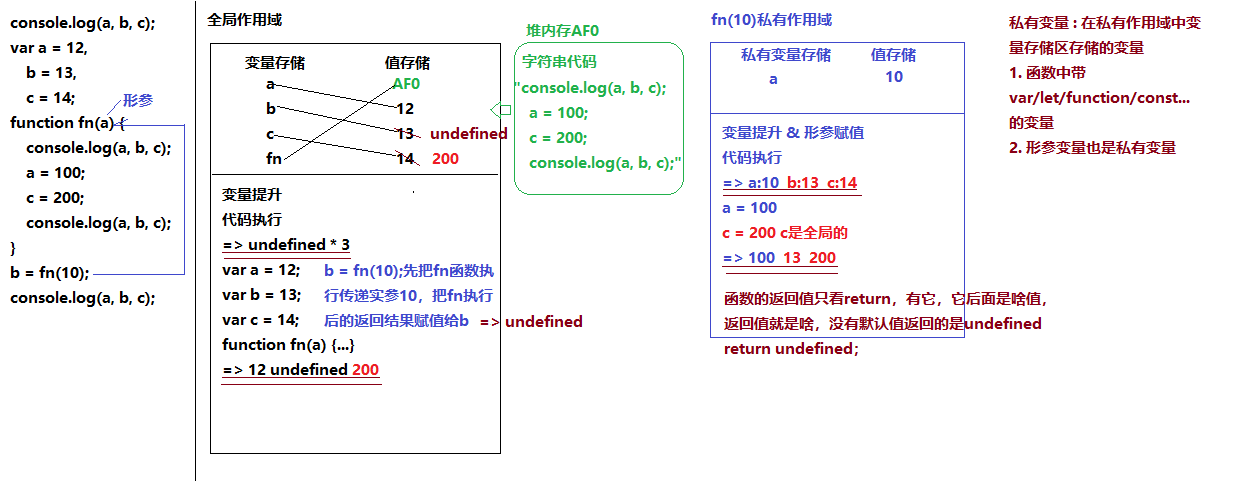 console.log(a, b, c);
var a = 12,
b = 13,
c = 14;
形参
function fn(a) {
console.log(a, b, c);
a = 100;
c = 200;
console.log(a, b, c);
}
b = fn(10);
console.log(a, b, c);
全局作用域
变量存储 值存储
a AF0
b 12
c 13 undefined
fn 14 200
变量提升
代码执行
=> undefined * 3
var a = 12;
var b = 13;
var c = 14;
function fn(a) {...}
=> 12 undefined 200
b = fn(10);先把fn函数执
行传递实参10，把fn执行
后的返回结果赋值给b => undefined
堆内存AF0
字符串代码
"console.log(a, b, c);
a = 100;
c = 200;
console.log(a, b, c);"
fn(10)私有作用域
私有变量存储 值存储
a 10
变量提升 & 形参赋值
代码执行
=> a:10 b:13 c:14
a = 100
c = 200 c是全局的
=> 100 13 200
函数的返回值只看return，有它，它后面是啥值，
返回值就是啥，没有默认值返回的是undefined
return undefined；
私有变量 : 在私有作用域中变
量存储区存储的变量
1. 函数中带
var/let/function/const...
的变量
2. 形参变量也是私有变量